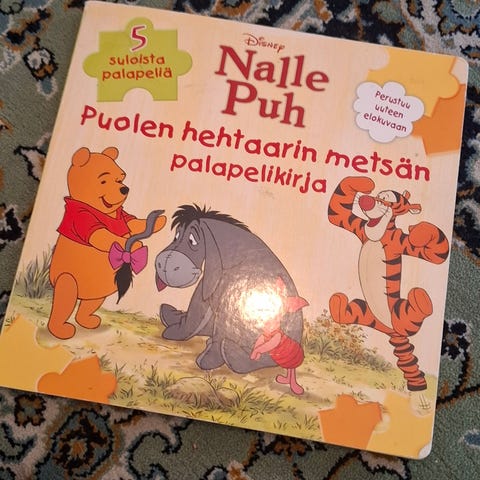 5
suloista
palapeliä
Disney
Nalle
Puh
Perustuu
uuteen
elokuvaan
Puolen hehtaarin metsän
palapelikirja